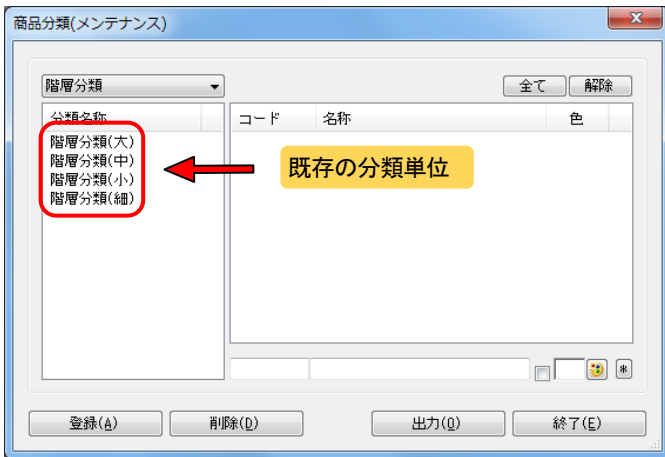 商品分類(メンテナンス)
階層分類
全て
解除
分類名称
コード
名称
色
階層分類(大)
階層分類(中)
階層分類(小)
階層分類(細)
既存の分類単位
*
登録(A)
削除(D)
出力(O)
終了(E)